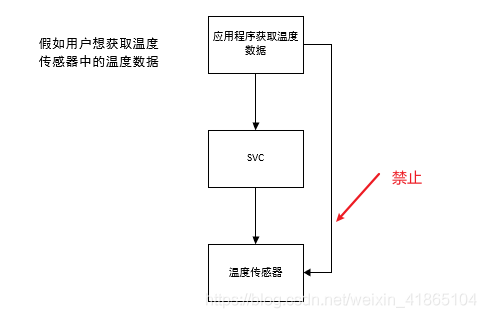 假如用户想获取温度
传感器中的温度数据
应用程序获取温度
数据
SVC
禁止
温度传感器
https://blog.csdn.net/weixin_41865104